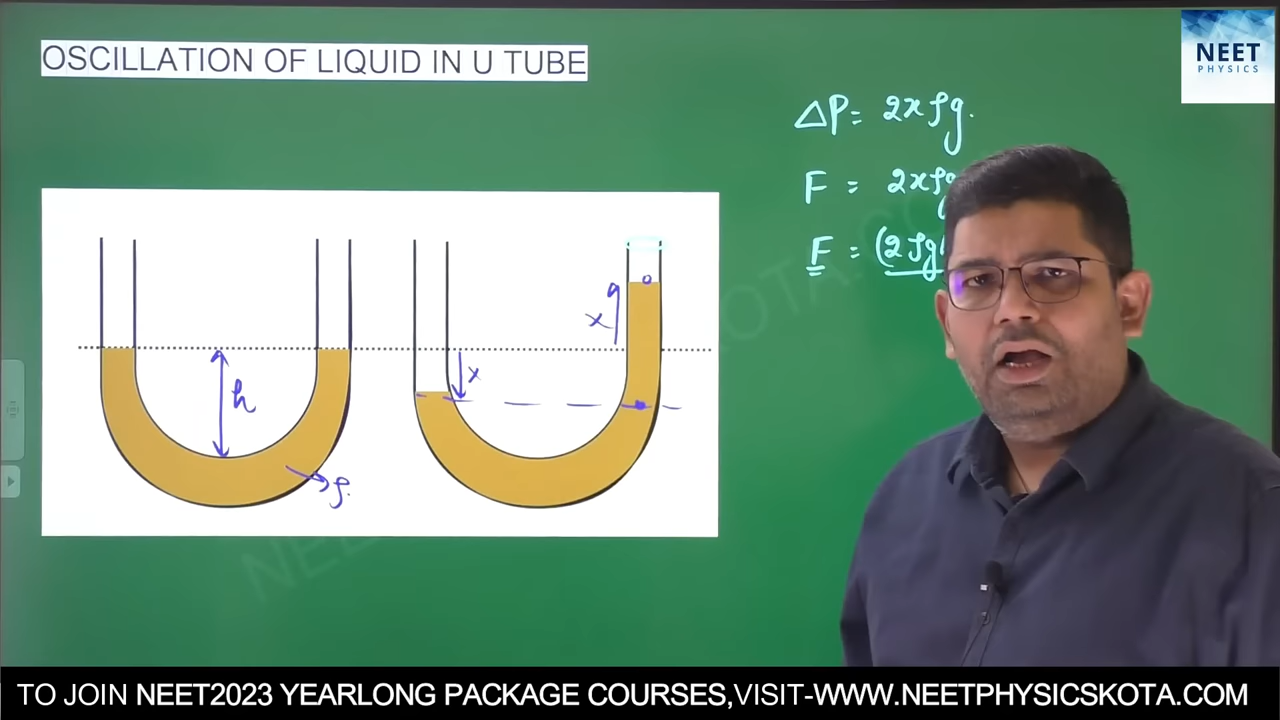 OSCILLATION OF LIQUID IN U TUBE
NEET
PHYSICS
ΔP = 2xρg.
F = 2xρg
F = (2ρg
x
x
h
ρ.
TO JOIN NEET2023 YEARLONG PACKAGE COURSES,VISIT-WWW.NEETPHYSICSKOTA.COM